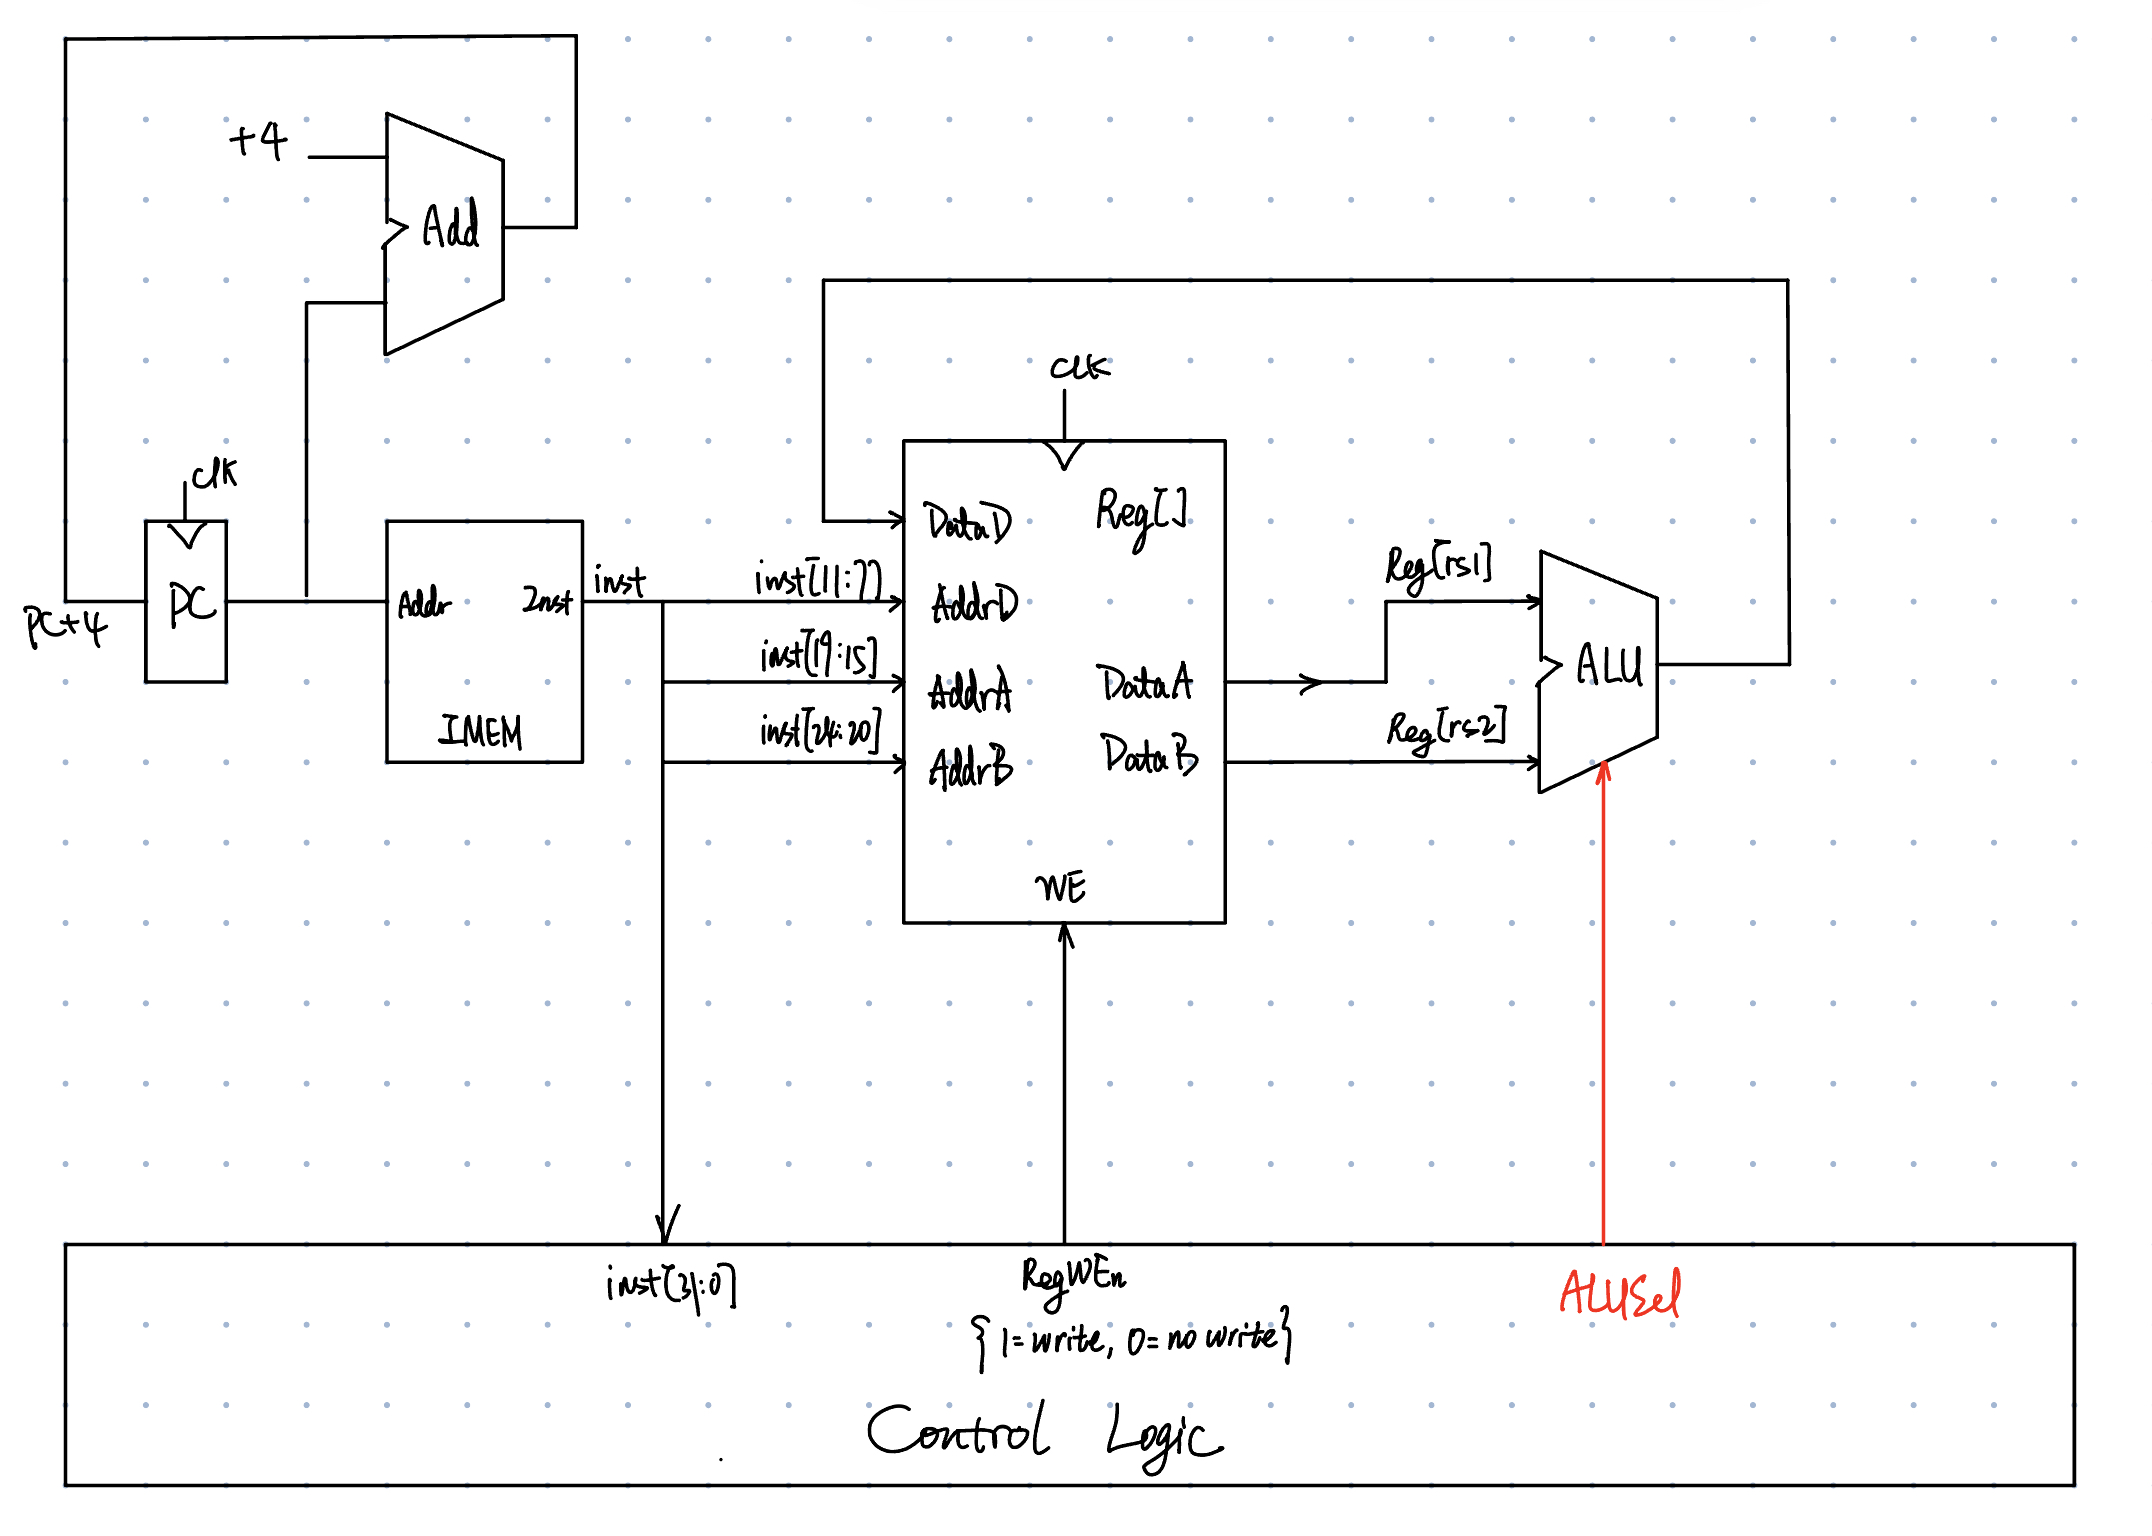 +4
Add
clk
clk
PC
PC+4
Addr
Inst
IMEM
inst
inst[11:7]
inst[19:15]
inst[24:20]
DataD
Reg[]
AddrD
AddrA
DataA
AddrB
DataB
WE
Reg[rs1]
Reg[rs2]
ALU
inst[31:0]
RegWEn
{1=write, 0=no write}
ALUSel
Control Logic